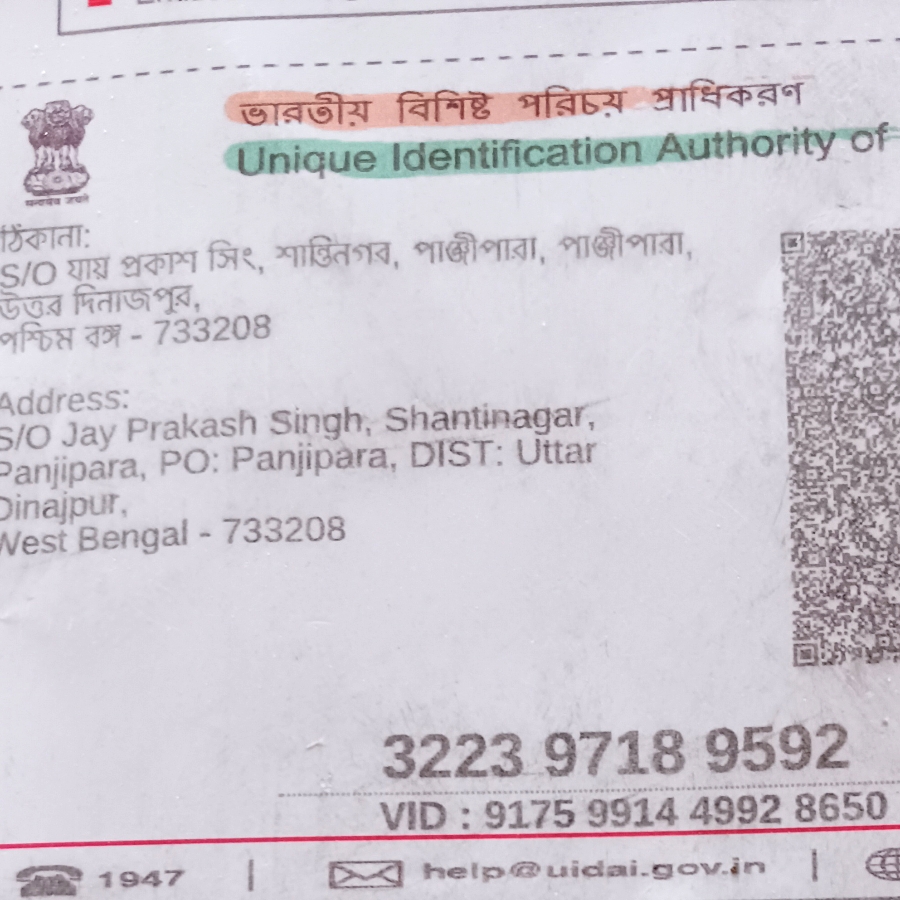 ভারতীয় বিশিষ্ট পরিচয় প্রাধিকরণ
Unique Identification Authority of
ঠিকানা:
S/O যায় প্রকাশ সিং, শান্তিনগর, পাঞ্জীপারা, পাঞ্জীপারা,
উত্তর দিনাজপুর,
পশ্চিম বঙ্গ - 733208
Address:
S/O Jay Prakash Singh, Shantinagar,
Panjipara, PO: Panjipara, DIST: Uttar
Dinajpur,
West Bengal - 733208
3223 9718 9592
VID : 9175 9914 4992 8650
1947 | help@uidai.gov.in |